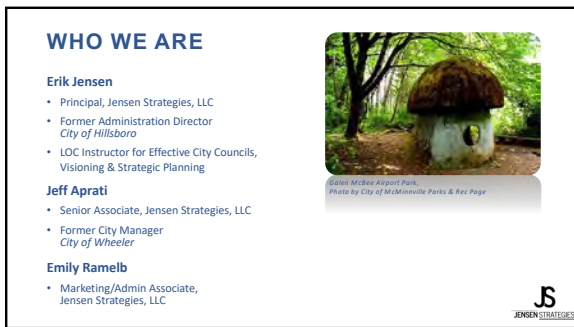 WHO WE ARE
Erik Jensen
• Principal, Jensen Strategies, LLC
• Former Administration Director
City of Hillsboro
• LOC Instructor for Effective City Councils,
Visioning & Strategic Planning
Jeff Aprati
• Senior Associate, Jensen Strategies, LLC
• Former City Manager
City of Wheeler
Emily Ramelb
• Marketing/Admin Associate,
Jensen Strategies, LLC
Galen McBee Airport Park,
Photo by City of McMinnville Parks & Rec Page
JS
JENSEN STRATEGIES